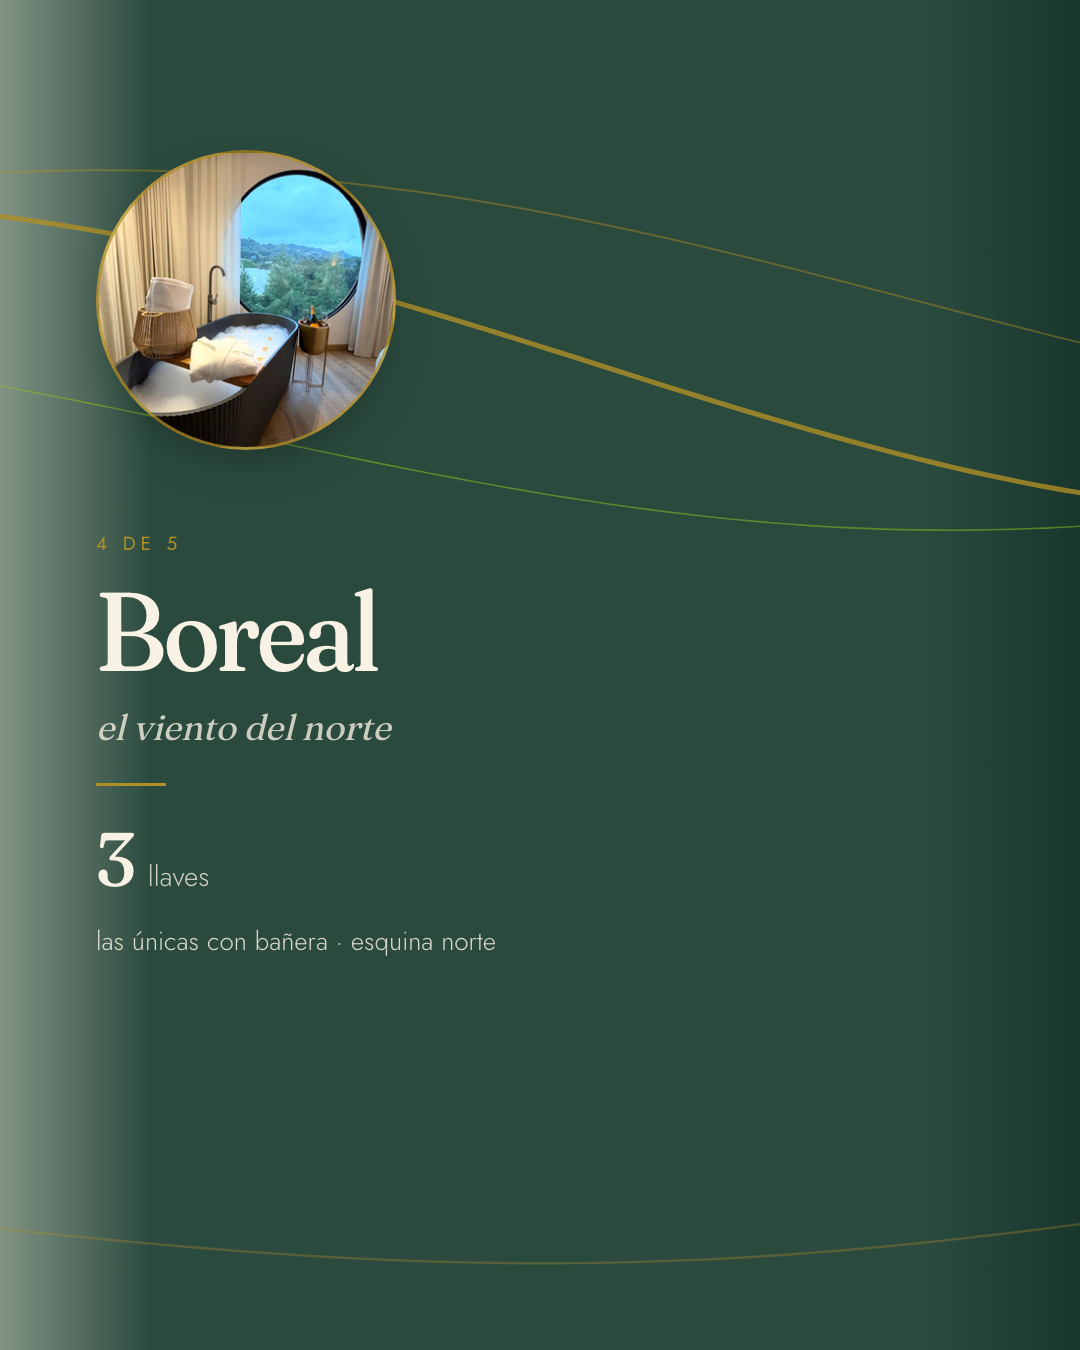 4 DE 5
Boreal
el viento del norte
3 llaves
las únicas con bañera · esquina norte